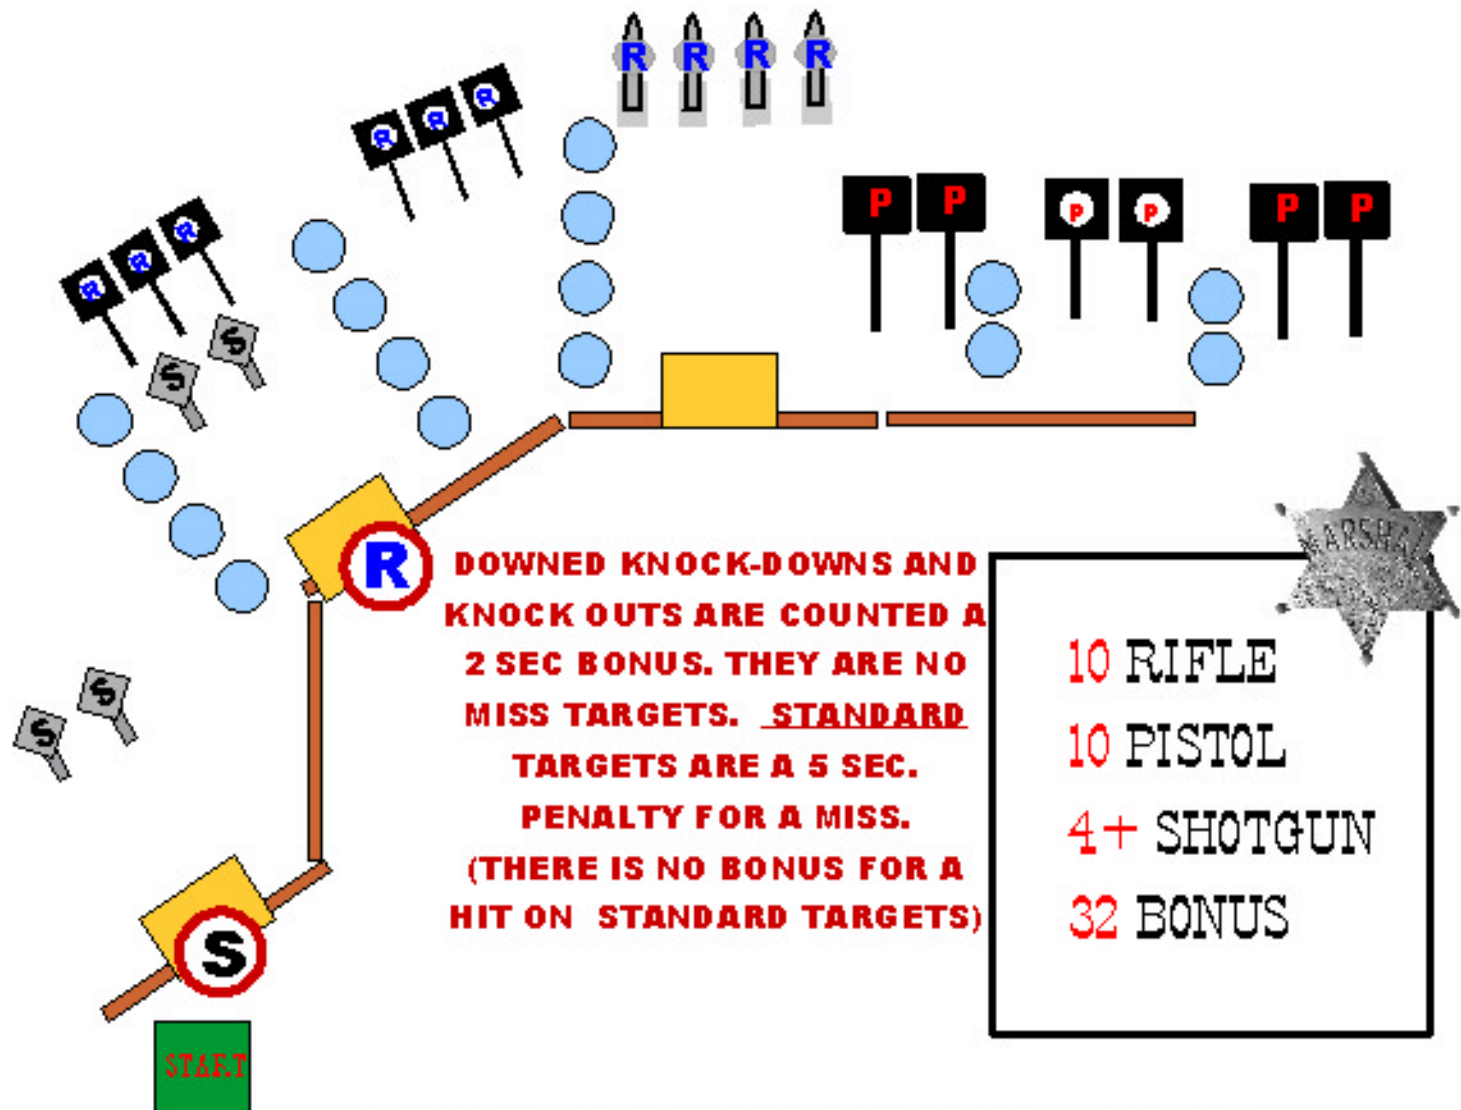 R R R R
R R R
P P P P P P
R R R
S S
R
DOWNED KNOCK-DOWNS AND
KNOCK OUTS ARE COUNTED A
2 SEC BONUS. THEY ARE NO
MISS TARGETS. STANDARD
TARGETS ARE A 5 SEC.
PENALTY FOR A MISS.
(THERE IS NO BONUS FOR A
HIT ON STANDARD TARGETS)
MARSHAL
10 RIFLE
10 PISTOL
4+ SHOTGUN
32 BONUS
S S
S
START